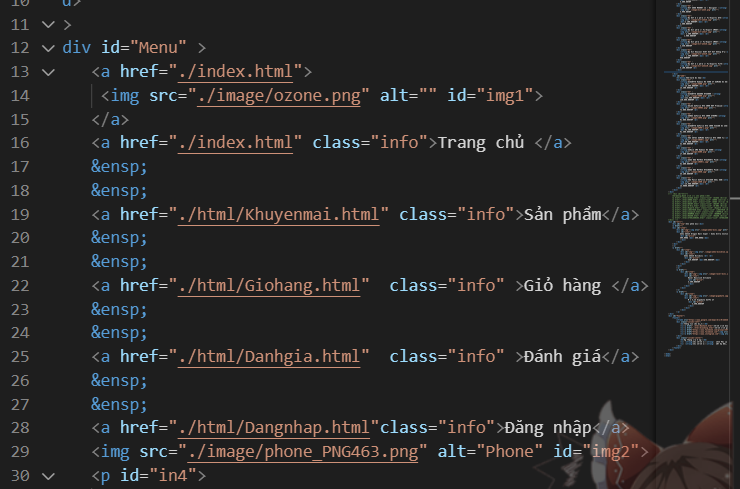 10 d>
11 >
12 div id="Menu" >
13 <a href="./index.html">
14 <img src="./image/ozone.png" alt="" id="img1">
15 </a>
16 <a href="./index.html" class="info">Trang chủ </a>
17 &ensp;
18 &ensp;
19 <a href="./html/Khuyenmai.html" class="info">Sản phẩm</a>
20 &ensp;
21 &ensp;
22 <a href="./html/Giohang.html"  class="info" >Giỏ hàng </a>
23 &ensp;
24 &ensp;
25 <a href="./html/Danhgia.html"  class="info" >Đánh giá</a>
26 &ensp;
27 &ensp;
28 <a href="./html/Dangnhap.html"class="info">Đăng nhập</a>
29 <img src="./image/phone_PNG463.png" alt="Phone" id="img2">
30 <p id="in4">